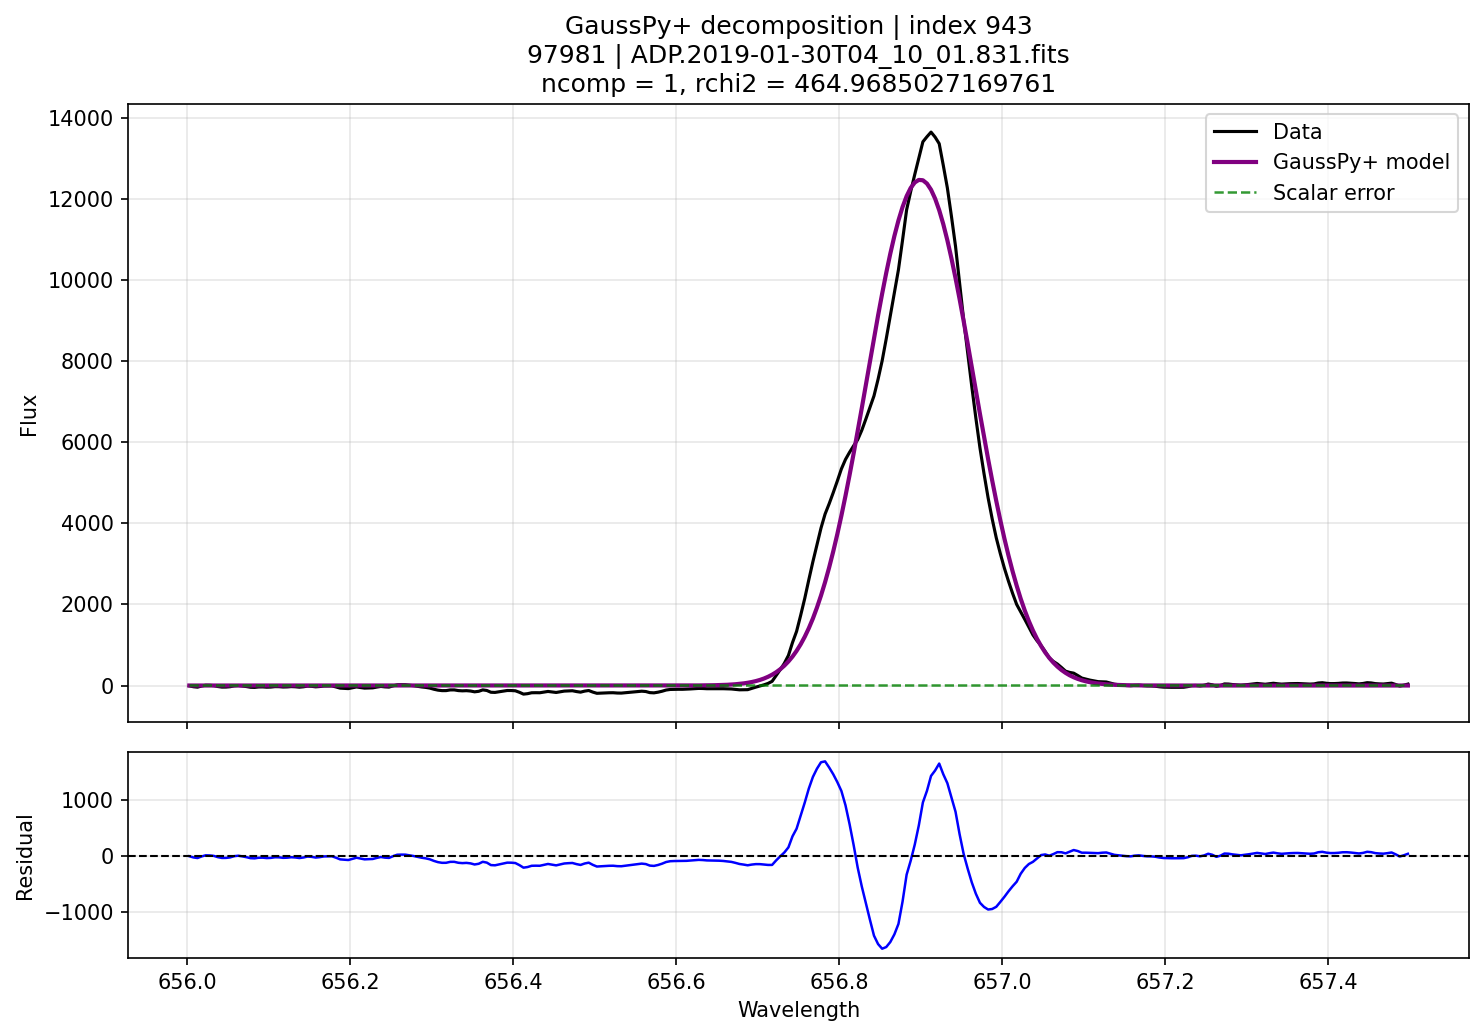 GaussPy+ decomposition | index 943
97981 | ADP.2019-01-30T04_10_01.831.fits
ncomp = 1, rchi2 = 464.9685027169761
14000
12000
10000
8000
6000
4000
2000
0
Flux
Data
GaussPy+ model
Scalar error
1000
0
−1000
Residual
656.0 656.2 656.4 656.6 656.8 657.0 657.2 657.4
Wavelength